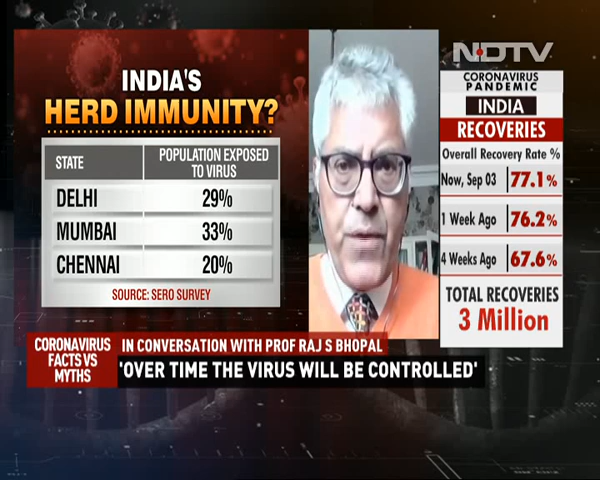 INDIA'S
HERD IMMUNITY?
STATE
POPULATION EXPOSED
TO VIRUS
DELHI
29%
MUMBAI
33%
CHENNAI
20%
SOURCE: SERO SURVEY
NDTV
CORONAVIRUS
PANDEMIC
INDIA
RECOVERIES
Overall Recovery Rate %
Now, Sep 03 77.1%
1 Week Ago 76.2%
4 Weeks Ago 67.6%
TOTAL RECOVERIES
3 Million
CORONAVIRUS
FACTS VS
MYTHS
IN CONVERSATION WITH PROF RAJ S BHOPAL
'OVER TIME THE VIRUS WILL BE CONTROLLED'